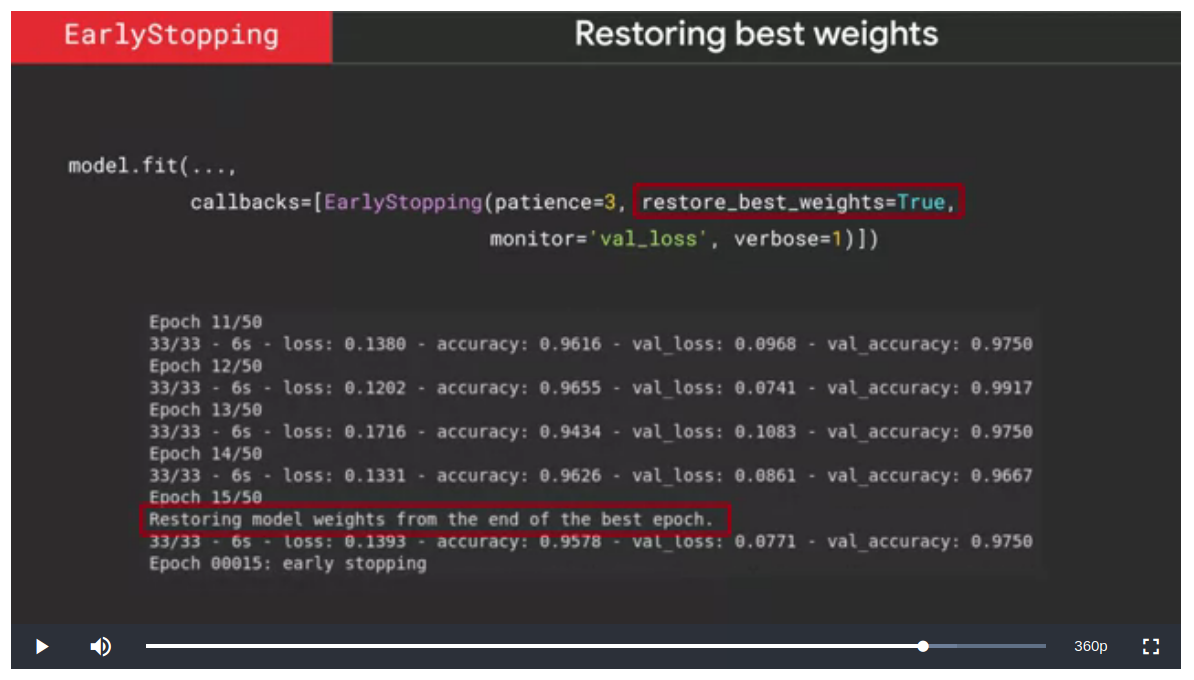 EarlyStopping
Restoring best weights
model.fit(...,
callbacks=[EarlyStopping(patience=3, restore_best_weights=True,
monitor='val_loss', verbose=1)])
Epoch 11/50
33/33 - 6s - loss: 0.1380 - accuracy: 0.9616 - val_loss: 0.0968 - val_accuracy: 0.9750
Epoch 12/50
33/33 - 6s - loss: 0.1202 - accuracy: 0.9655 - val_loss: 0.0741 - val_accuracy: 0.9917
Epoch 13/50
33/33 - 6s - loss: 0.1716 - accuracy: 0.9434 - val_loss: 0.1083 - val_accuracy: 0.9750
Epoch 14/50
33/33 - 6s - loss: 0.1331 - accuracy: 0.9626 - val_loss: 0.0861 - val_accuracy: 0.9667
Epoch 15/50
Restoring model weights from the end of the best epoch.
33/33 - 6s - loss: 0.1393 - accuracy: 0.9578 - val_loss: 0.0771 - val_accuracy: 0.9750
Epoch 00015: early stopping
360p